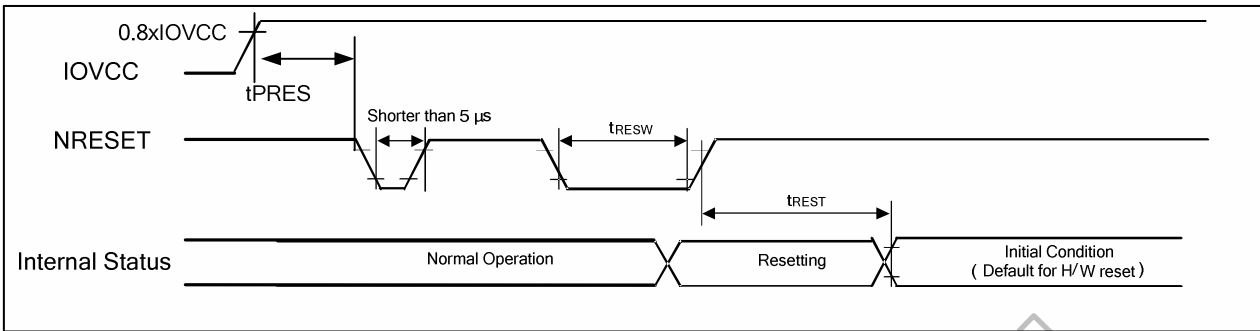 0.8xIOVCC
IOVCC
tPRES
Shorter than 5 µs
NRESET
tRESW
tREST
Internal Status
Normal Operation
Resetting
Initial Condition
( Default for H/W reset )